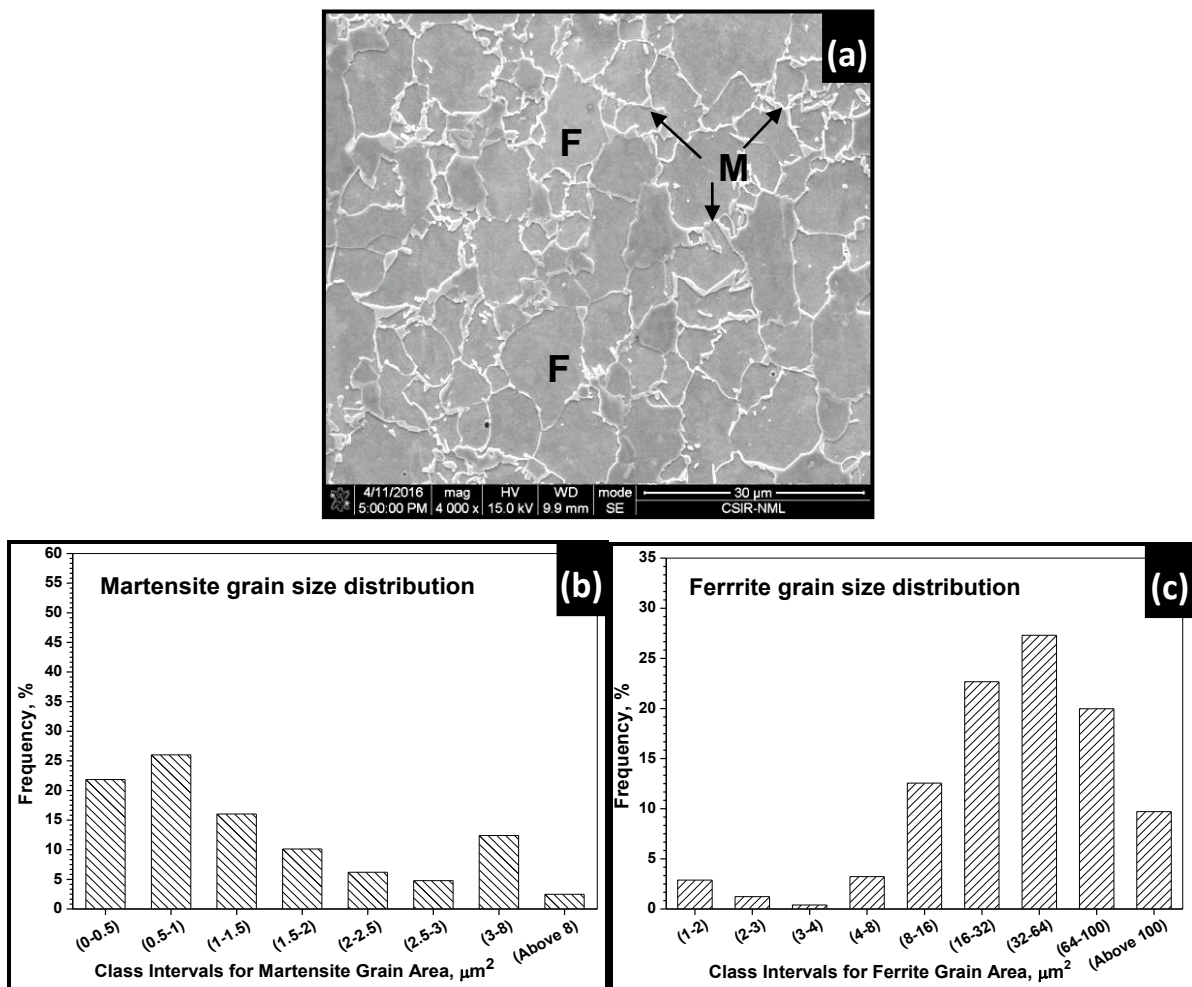 (a)
F
M
F
4/11/2016 mag HV WD mode 30 µm
5:00:00 PM 4 000 x 15.0 kV 9.9 mm SE CSIR-NML
Martensite grain size distribution
(b)
Frequency, %
60
55
50
45
40
35
30
25
20
15
10
5
0
(0-0.5) (0.5-1) (1-1.5) (1.5-2) (2-2.5) (2.5-3) (3-8) (Above 8)
Class Intervals for Martensite Grain Area, µm²
Ferrrite grain size distribution
(c)
Frequency, %
35
30
25
20
15
10
5
0
(1-2) (2-3) (3-4) (4-8) (8-16) (16-32) (32-64) (64-100) (Above 100)
Class Intervals for Ferrite Grain Area, µm²